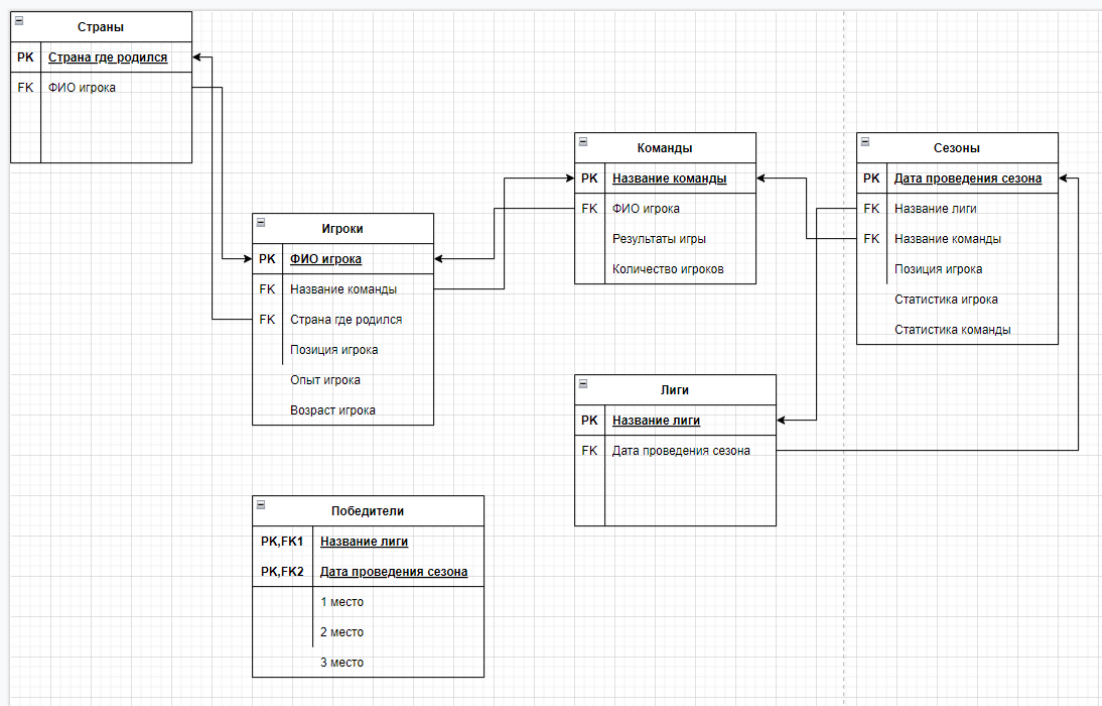 Страны
PK Страна где родился
FK ФИО игрока
Игроки
PK ФИО игрока
FK Название команды
FK Страна где родился
Позиция игрока
Опыт игрока
Возраст игрока
Команды
PK Название команды
FK ФИО игрока
Результаты игры
Количество игроков
Сезоны
PK Дата проведения сезона
FK Название лиги
FK Название команды
Позиция игрока
Статистика игрока
Статистика команды
Лиги
PK Название лиги
FK Дата проведения сезона
Победители
PK,FK1 Название лиги
PK,FK2 Дата проведения сезона
1 место
2 место
3 место